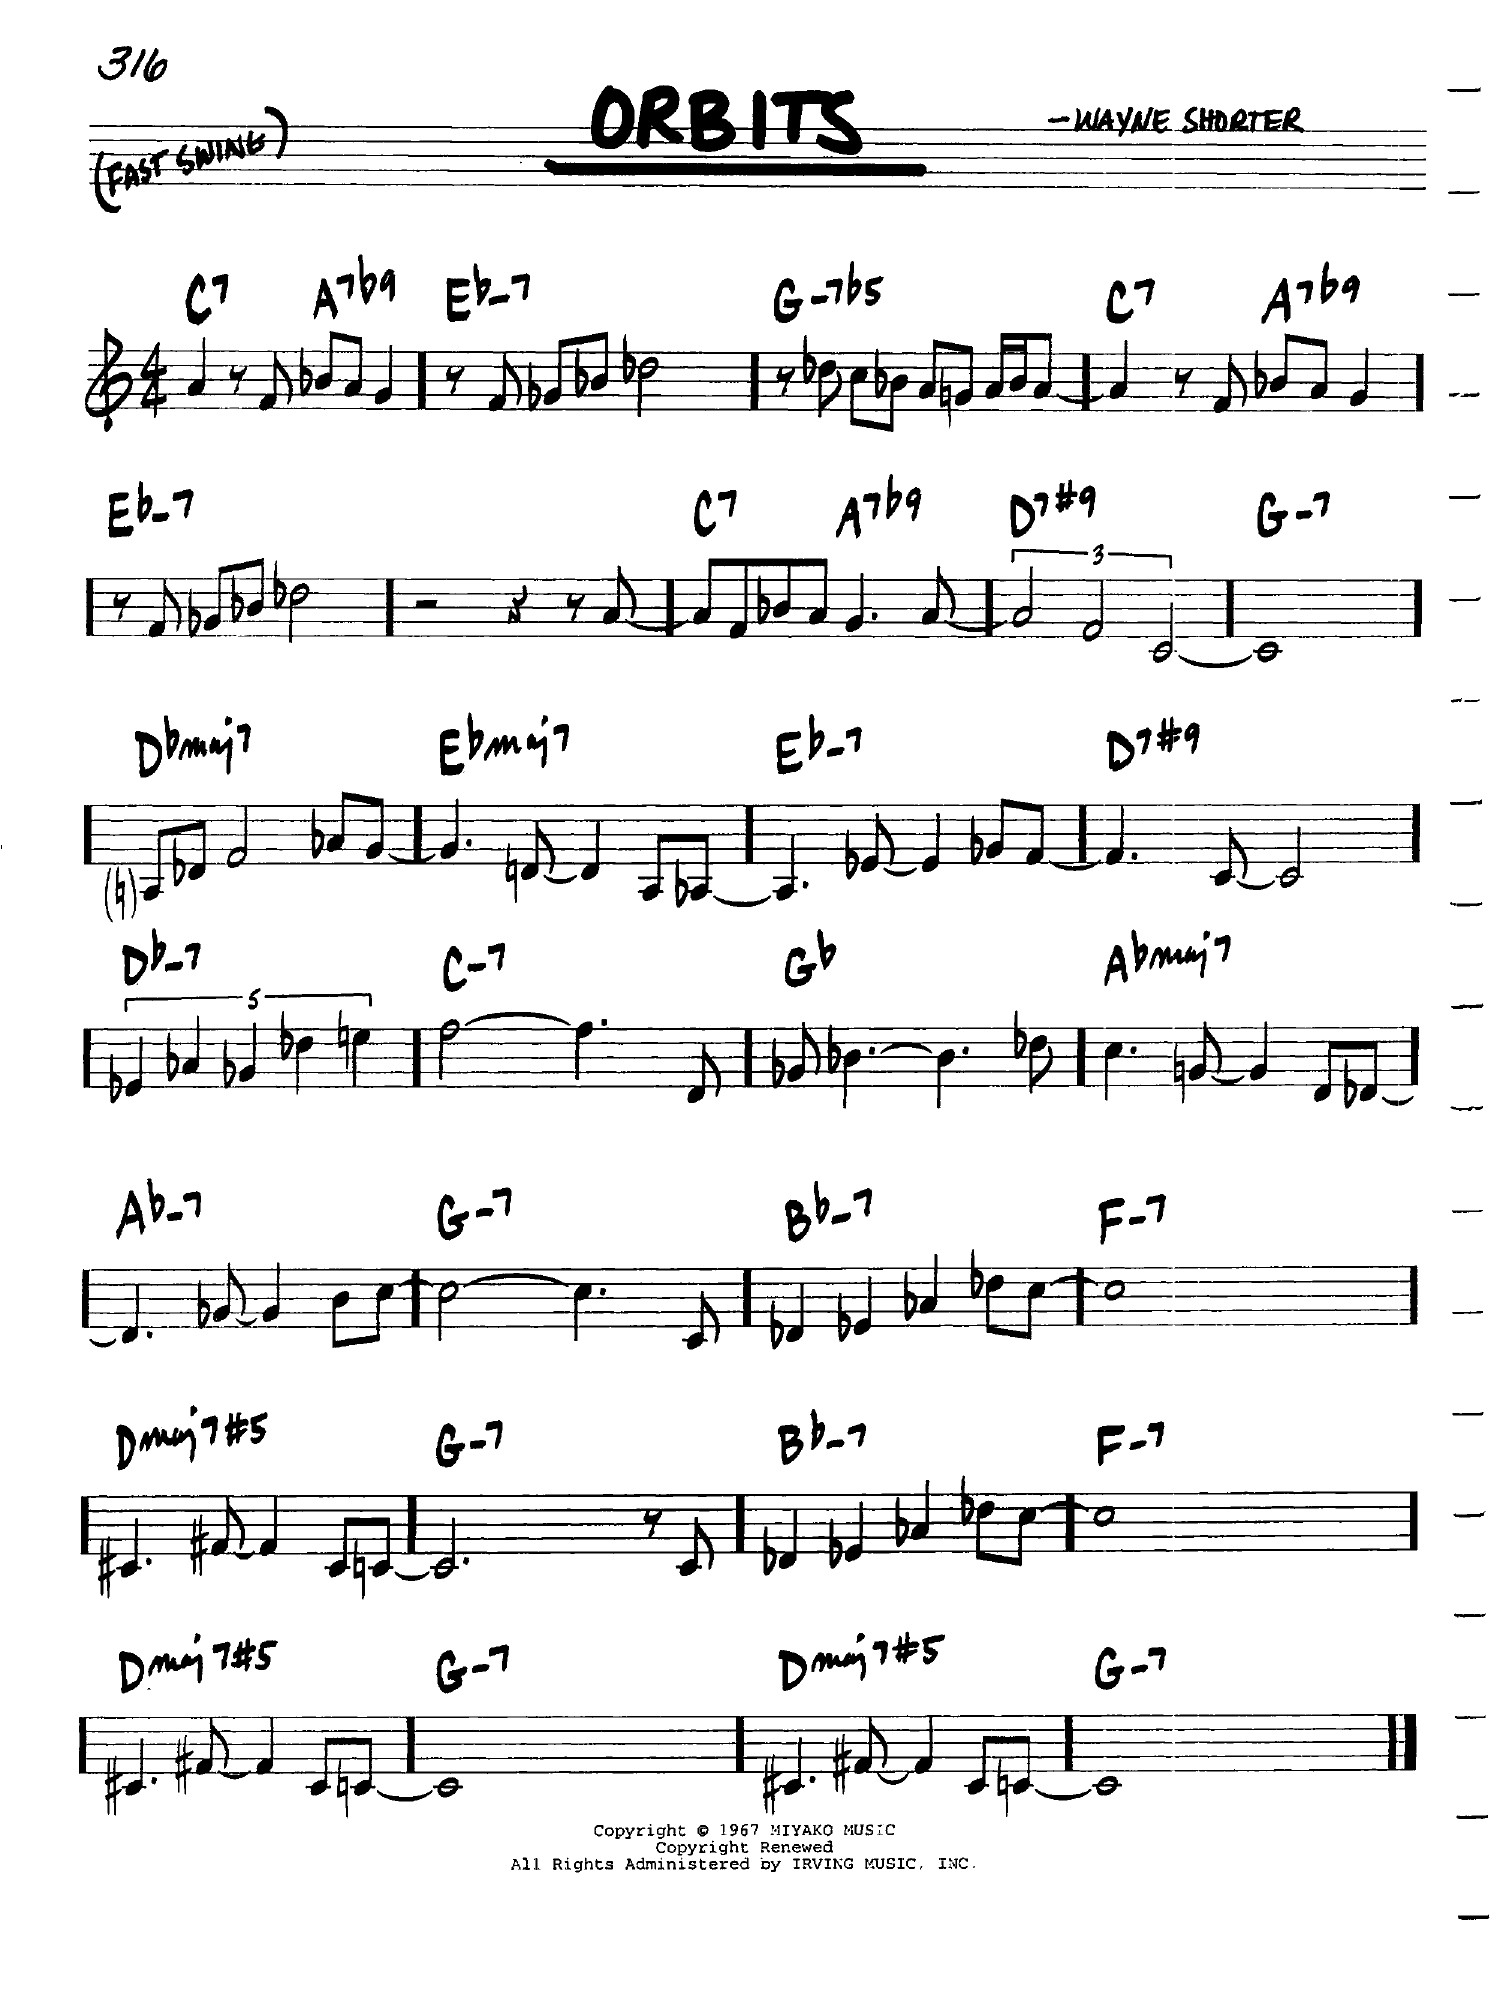 316
ORBITS
-WAYNE SHORTER
(FAST SWING)
C7 A7b9 Eb-7 G-7b5 C7 A7b9
4
4
Eb-7 C7 A7b9 D7#9 G-7
3
Dbmaj7 Ebmaj7 Eb-7 D7#9
Db-7 C-7 Gb Abmaj7
5
Ab-7 G-7 Bb-7 F-7
Dmaj7#5 G-7 Bb-7 F-7
Dmaj7#5 G-7 Dmaj7#5 G-7
Copyright © 1967 MIYAKO MUSIC
Copyright Renewed
All Rights Administered by IRVING MUSIC, INC.